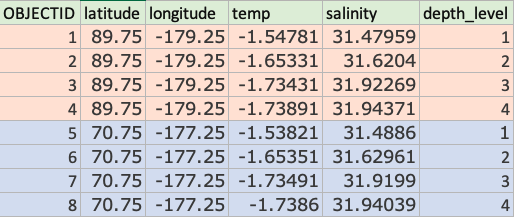 OBJECTID latitude longitude temp salinity depth_level
1 89.75 -179.25 -1.54781 31.47959 1
2 89.75 -179.25 -1.65331 31.6204 2
3 89.75 -179.25 -1.73431 31.92269 3
4 89.75 -179.25 -1.73891 31.94371 4
5 70.75 -177.25 -1.53821 31.4886 1
6 70.75 -177.25 -1.65351 31.62961 2
7 70.75 -177.25 -1.73491 31.9199 3
8 70.75 -177.25 -1.7386 31.94039 4